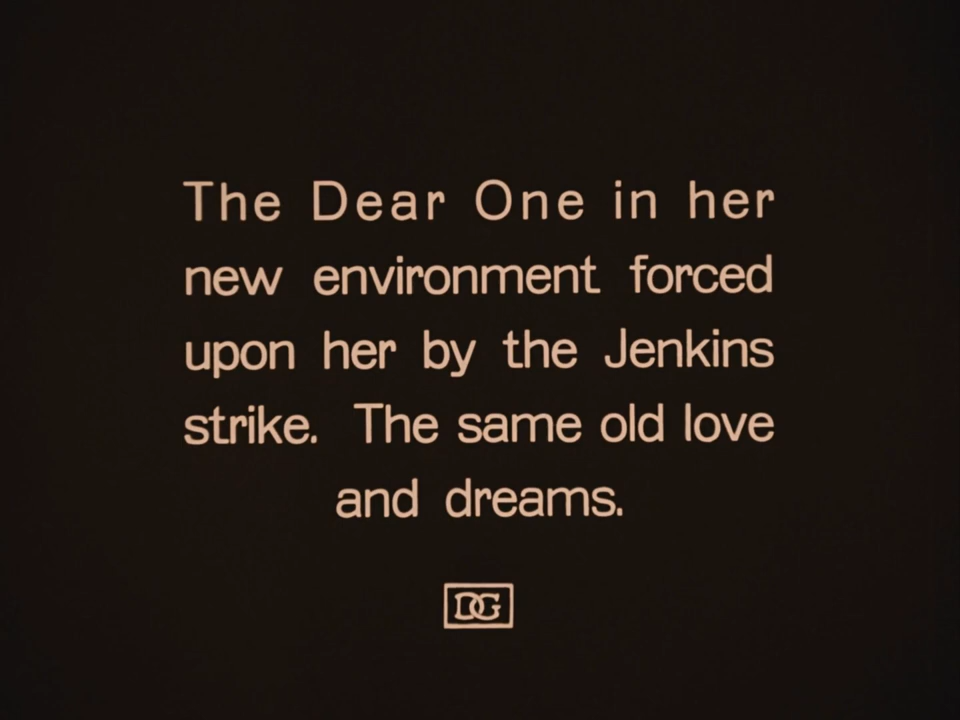 The Dear One in her
new environment forced
upon her by the Jenkins
strike. The same old love
and dreams.
DG